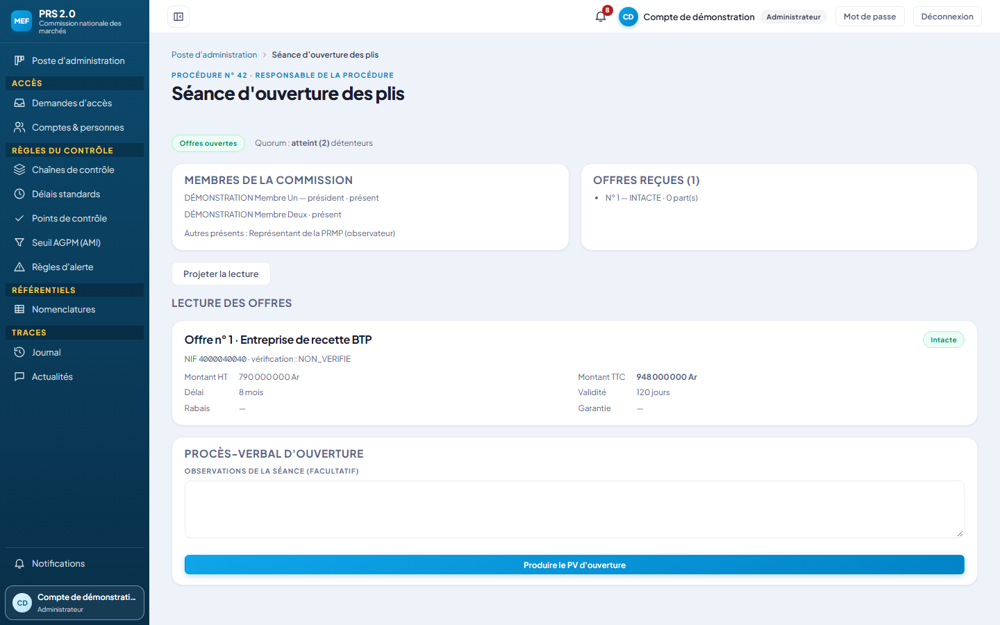 MEF
PRS 2.0
Commission nationale des
marchés
Poste d'administration
ACCÈS
Demandes d'accès
Comptes & personnes
RÈGLES DU CONTRÔLE
Chaînes de contrôle
Délais standards
Points de contrôle
Seuil AGPM (AMI)
Règles d'alerte
RÉFÉRENTIELS
Nomenclatures
TRACES
Journal
Actualités
Notifications
CD
Compte de démonstrati...
Administrateur
8
CD
Compte de démonstration
Administrateur
Mot de passe
Déconnexion
Poste d'administration > Séance d'ouverture des plis
PROCÉDURE N° 42 · RESPONSABLE DE LA PROCÉDURE
Séance d'ouverture des plis
Offres ouvertes
Quorum : atteint (2) détenteurs
MEMBRES DE LA COMMISSION
DÉMONSTRATION Membre Un — président · présent
DÉMONSTRATION Membre Deux · présent
Autres présents : Représentant de la PRMP (observateur)
OFFRES REÇUES (1)
• N° 1 — INTACTE · 0 part(s)
Projeter la lecture
LECTURE DES OFFRES
Offre n° 1 · Entreprise de recette BTP
Intacte
NIF 4000040040 · vérification : NON_VERIFIE
Montant HT 790 000 000 Ar
Montant TTC 948 000 000 Ar
Délai 8 mois
Validité 120 jours
Rabais —
Garantie —
PROCÈS-VERBAL D'OUVERTURE
OBSERVATIONS DE LA SÉANCE (FACULTATIF)
Produire le PV d'ouverture